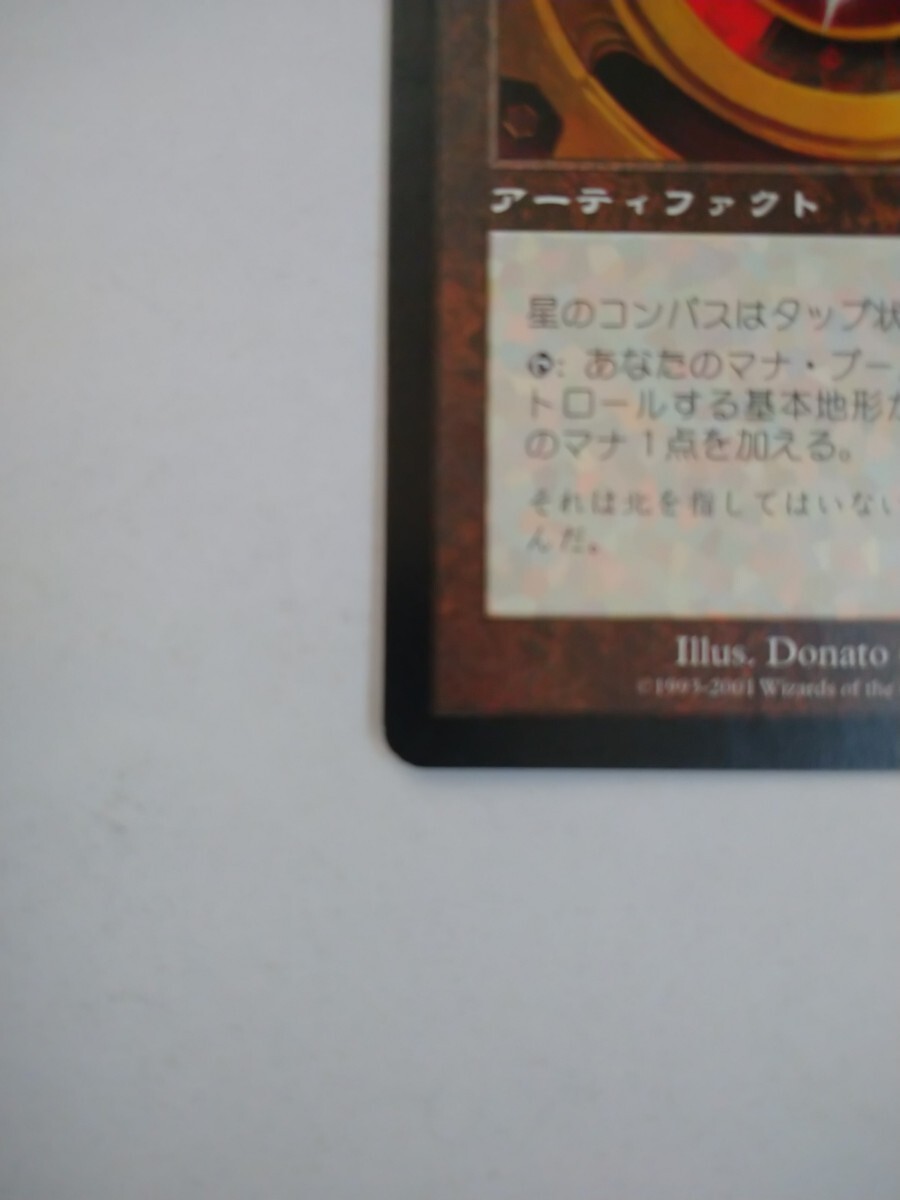 アーティファクト
星のコンパスはタップ状
: あなたのマナ・プー
トロールする基本地形が
のマナ1点を加える。
それは北を指してはいない
んだ。
Illus. Donato
©1993-2001 Wizards of the